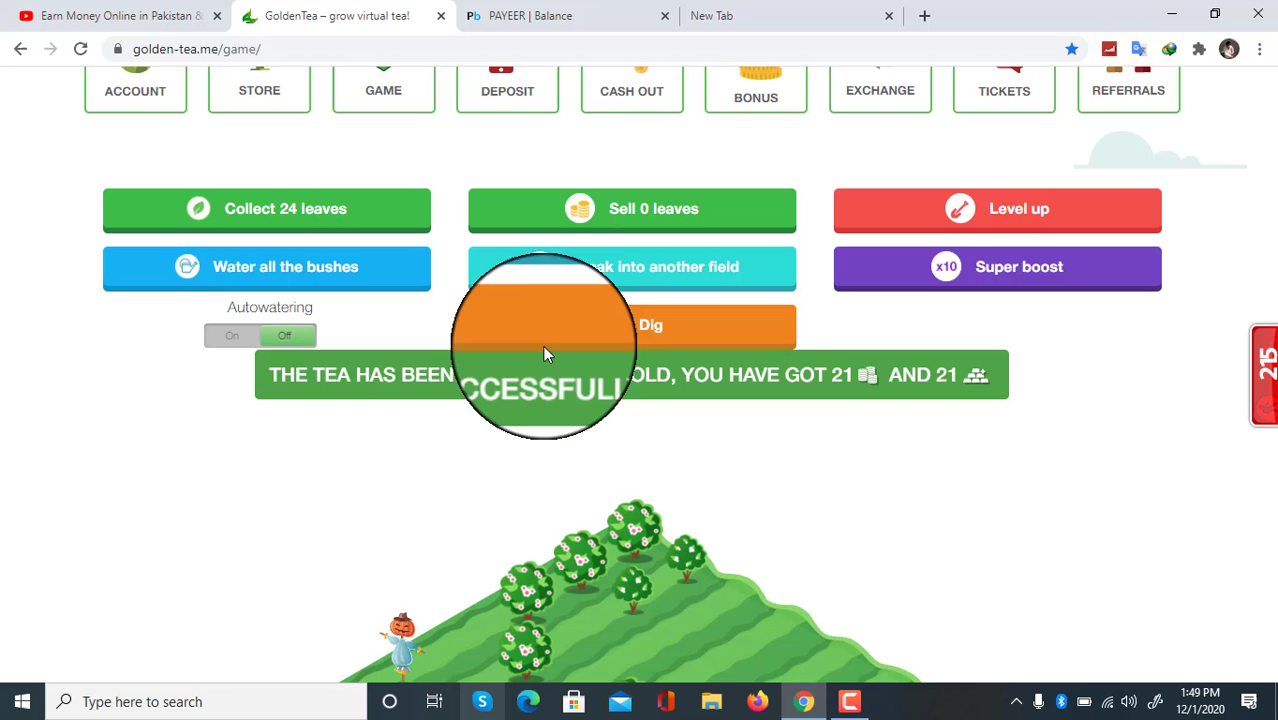 Earn Money Online in Pakistan &
GoldenTea – grow virtual tea!
PAYEER | Balance
New Tab
golden-tea.me/game/
ACCOUNT
STORE
GAME
DEPOSIT
CASH OUT
BONUS
EXCHANGE
TICKETS
REFERRALS
Collect 24 leaves
Sell 0 leaves
Level up
Water all the bushes
into another field
x10 Super boost
Autowatering
On Off
Dig
THE TEA HAS BEEN CCESSFUL OLD, YOU HAVE GOT 21 AND 21
215
Type here to search
1:49 PM
12/1/2020